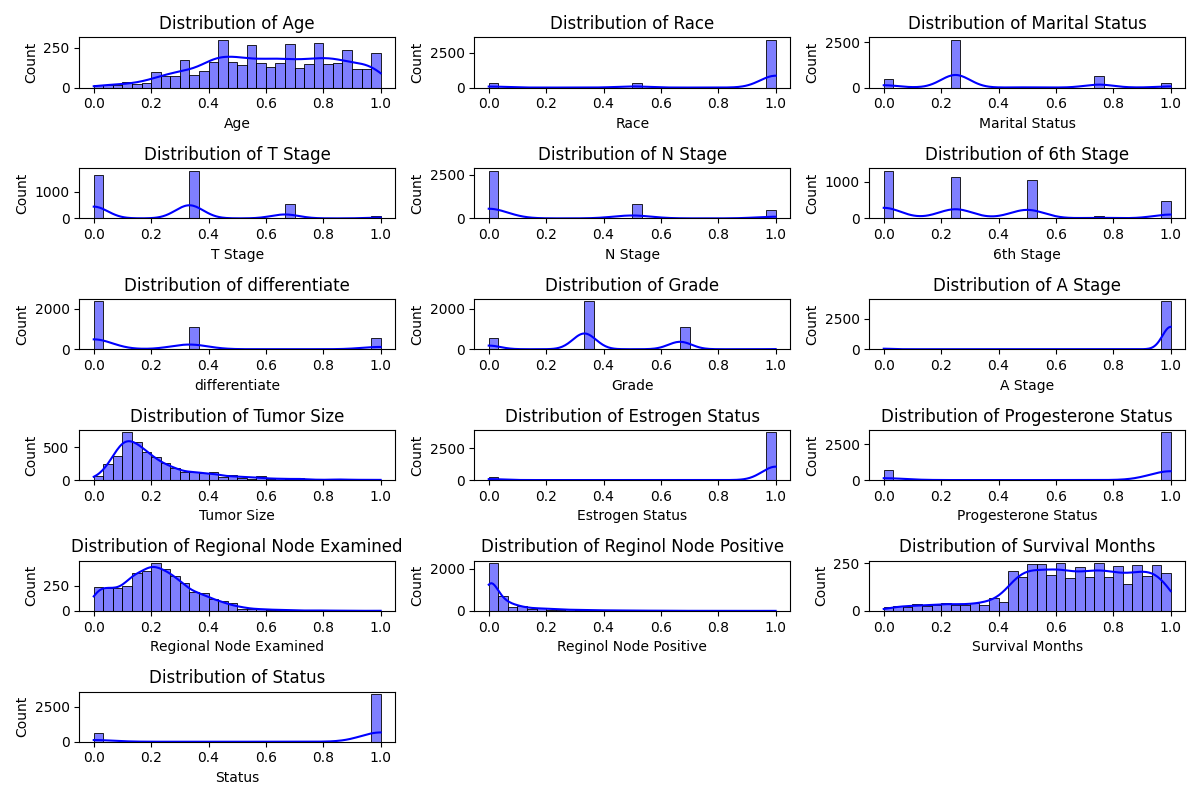 Distribution of Age
Count
250
0
0.0 0.2 0.4 0.6 0.8 1.0
Age
Distribution of Race
Count
2500
0
0.0 0.2 0.4 0.6 0.8 1.0
Race
Distribution of Marital Status
Count
2500
0
0.0 0.2 0.4 0.6 0.8 1.0
Marital Status
Distribution of T Stage
Count
1000
0
0.0 0.2 0.4 0.6 0.8 1.0
T Stage
Distribution of N Stage
Count
2500
0
0.0 0.2 0.4 0.6 0.8 1.0
N Stage
Distribution of 6th Stage
Count
1000
0
0.0 0.2 0.4 0.6 0.8 1.0
6th Stage
Distribution of differentiate
Count
2000
0
0.0 0.2 0.4 0.6 0.8 1.0
differentiate
Distribution of Grade
Count
2000
0
0.0 0.2 0.4 0.6 0.8 1.0
Grade
Distribution of A Stage
Count
2500
0
0.0 0.2 0.4 0.6 0.8 1.0
A Stage
Distribution of Tumor Size
Count
500
0
0.0 0.2 0.4 0.6 0.8 1.0
Tumor Size
Distribution of Estrogen Status
Count
2500
0
0.0 0.2 0.4 0.6 0.8 1.0
Estrogen Status
Distribution of Progesterone Status
Count
2500
0
0.0 0.2 0.4 0.6 0.8 1.0
Progesterone Status
Distribution of Regional Node Examined
Count
250
0
0.0 0.2 0.4 0.6 0.8 1.0
Regional Node Examined
Distribution of Reginol Node Positive
Count
2000
0
0.0 0.2 0.4 0.6 0.8 1.0
Reginol Node Positive
Distribution of Survival Months
Count
250
0
0.0 0.2 0.4 0.6 0.8 1.0
Survival Months
Distribution of Status
Count
2500
0
0.0 0.2 0.4 0.6 0.8 1.0
Status